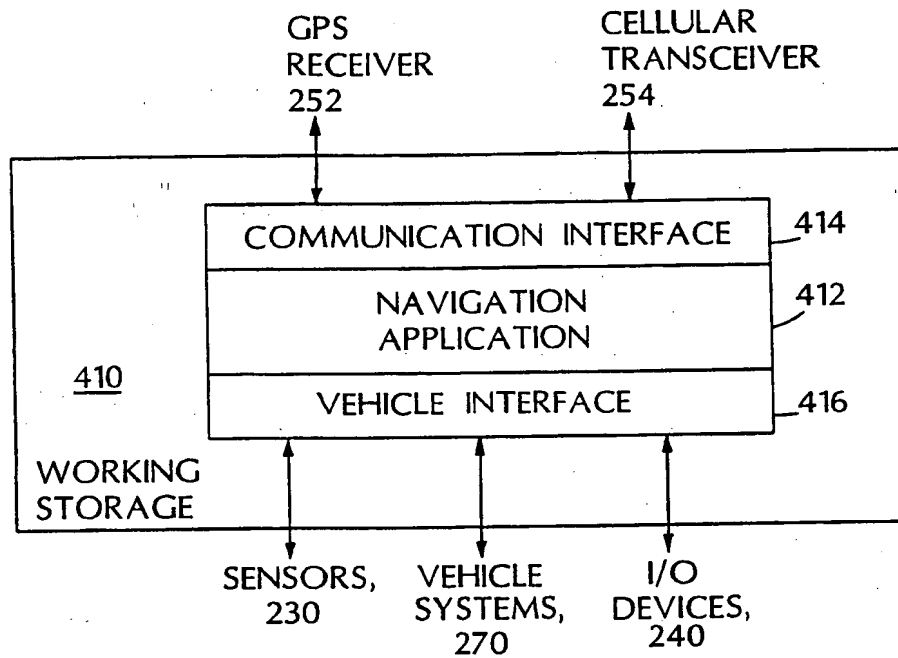 GPS
RECEIVER
252
CELLULAR
TRANSCEIVER
254
COMMUNICATION INTERFACE
414
NAVIGATION
APPLICATION
412
410
VEHICLE INTERFACE
416
WORKING
STORAGE
SENSORS,
230
VEHICLE
SYSTEMS,
270
I/O
DEVICES,
240